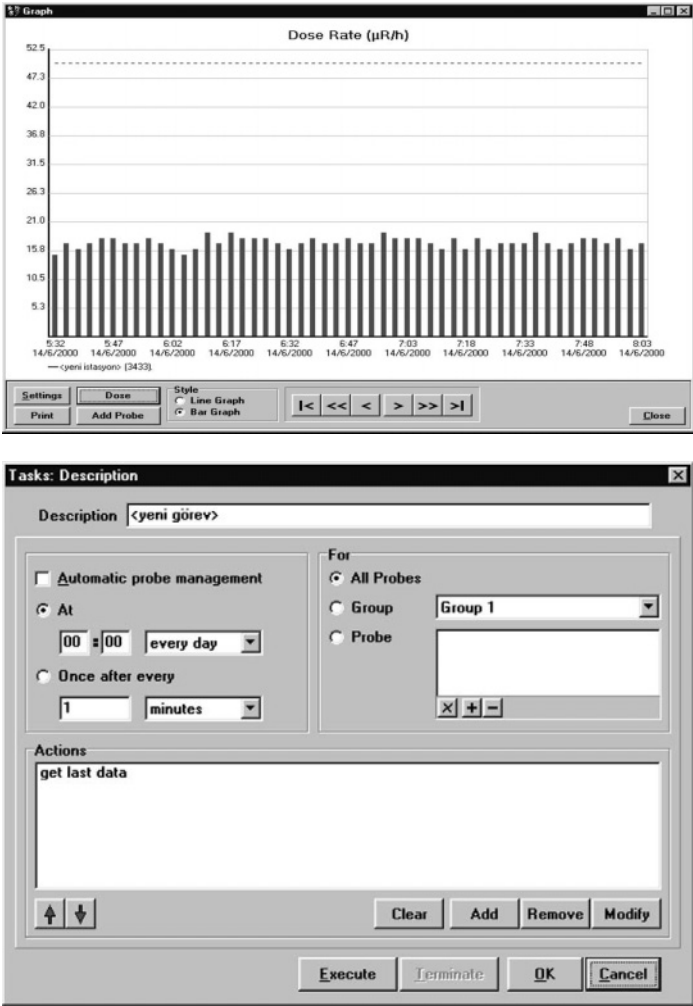 Graph
Dose Rate (µR/h)
52.5
47.3
42.0
36.8
31.5
26.3
21.0
15.8
10.5
5.3
5:32 5:47 6:02 6:17 6:32 6:47 7:03 7:18 7:33 7:48 8:03
14/6/2000 14/6/2000 14/6/2000 14/6/2000 14/6/2000 14/6/2000 14/6/2000 14/6/2000 14/6/2000 14/6/2000 14/6/2000
<yeni istasyon> [3433].
Settings Dose Style Line Graph
Print Add Probe Bar Graph |< << < > >> >| Close
Tasks: Description
Description <yeni görev>
Automatic probe management
At
00 : 00 every day
Once after every
1 minutes
For
All Probes
Group Group 1
Probe
Actions
get last data
Clear Add Remove Modify
Execute Terminate OK Cancel